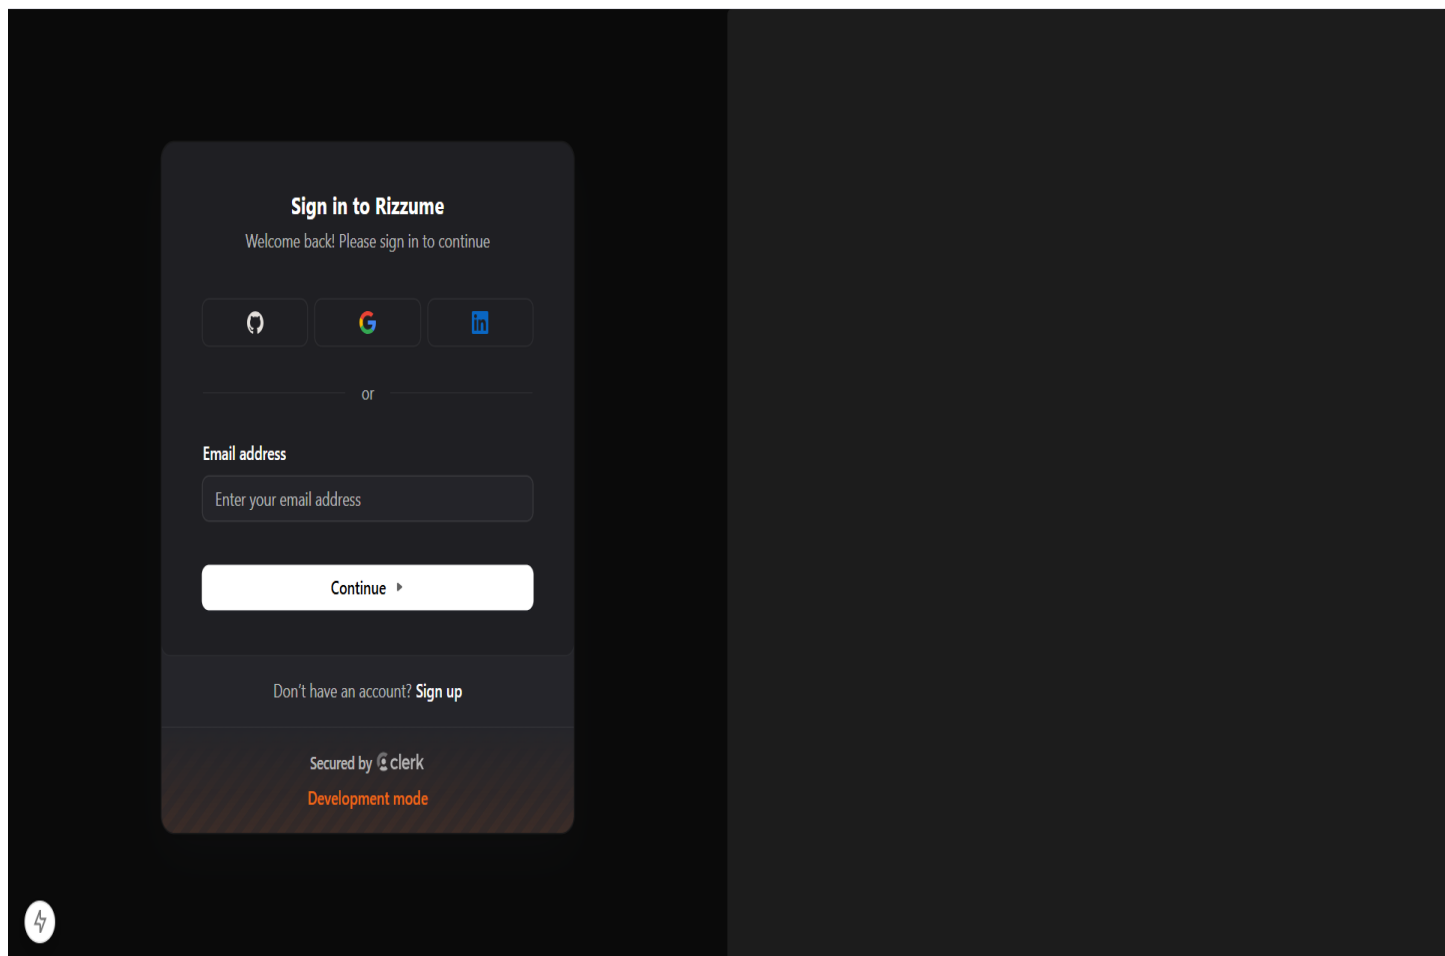 Sign in to Rizzume
Welcome back! Please sign in to continue
or
Email address
Enter your email address
Continue
Don’t have an account? Sign up
Secured by clerk
Development mode